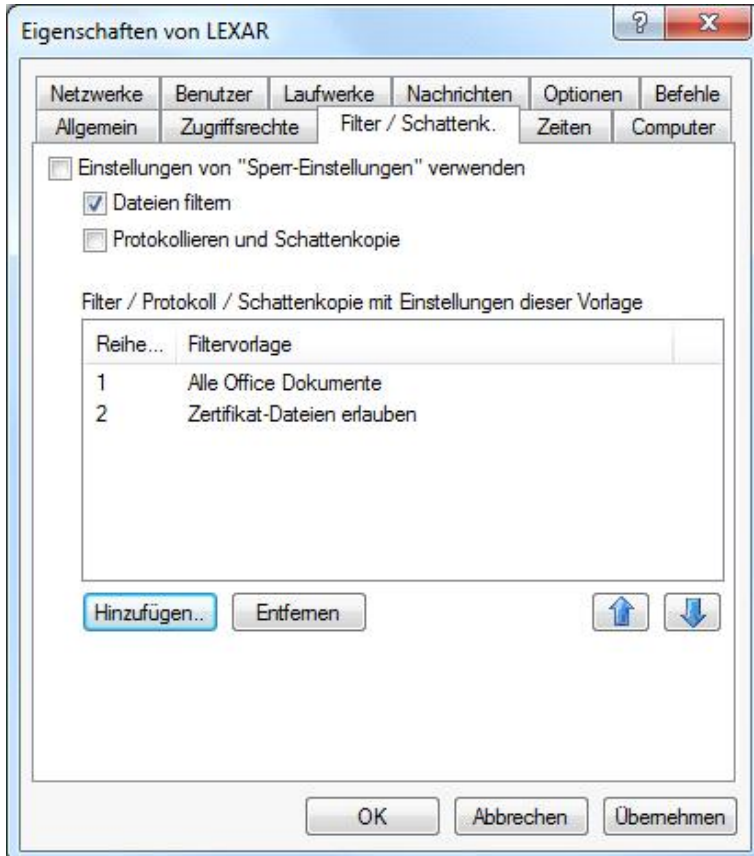 Eigenschaften von LEXAR
Netzwerke Benutzer Laufwerke Nachrichten Optionen Befehle
Allgemein Zugriffsrechte Filter / Schattenk. Zeiten Computer
Einstellungen von "Sperr-Einstellungen" verwenden
Dateien filtern
Protokollieren und Schattenkopie
Filter / Protokoll / Schattenkopie mit Einstellungen dieser Vorlage
Reihe... Filtervorlage
1 Alle Office Dokumente
2 Zertifikat-Dateien erlauben
Hinzufügen.. Entfernen
OK Abbrechen Übernehmen